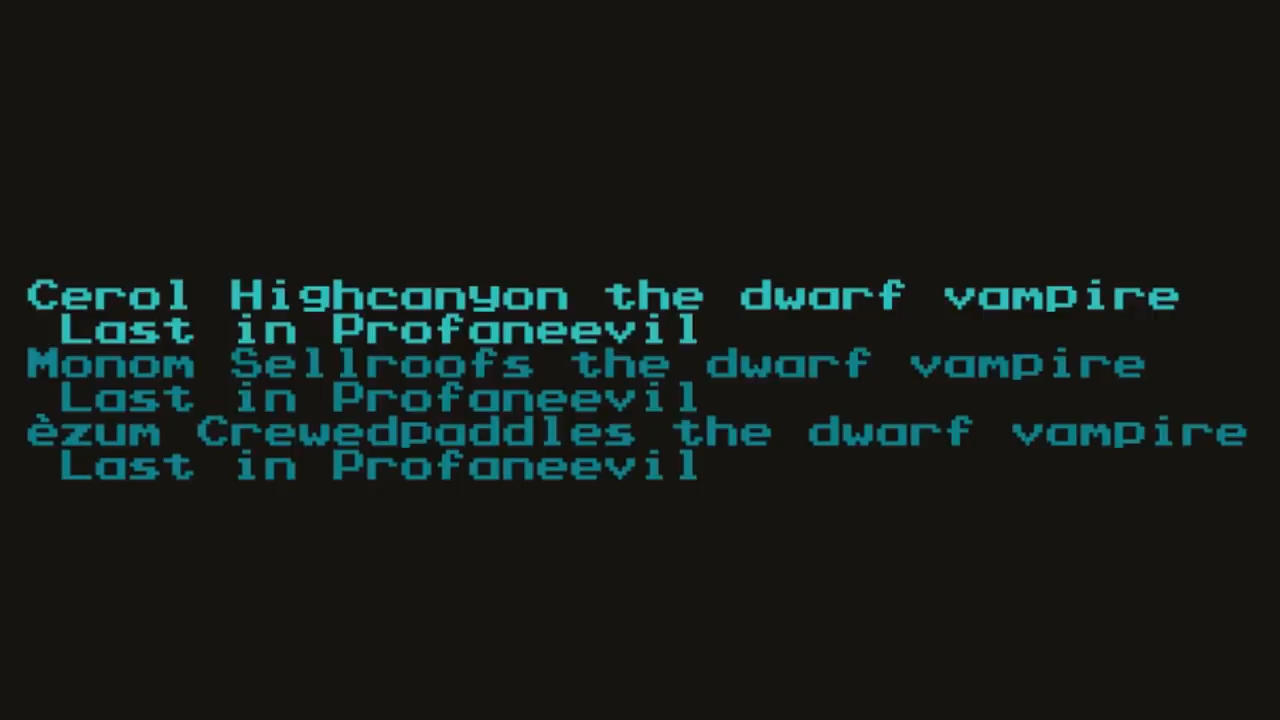 Cerol Highcanyon the dwarf vampire
Last in Profaneevil
Monom Sellroofs the dwarf vampire
Last in Profaneevil
èzum Crewedpaddles the dwarf vampire
Last in Profaneevil